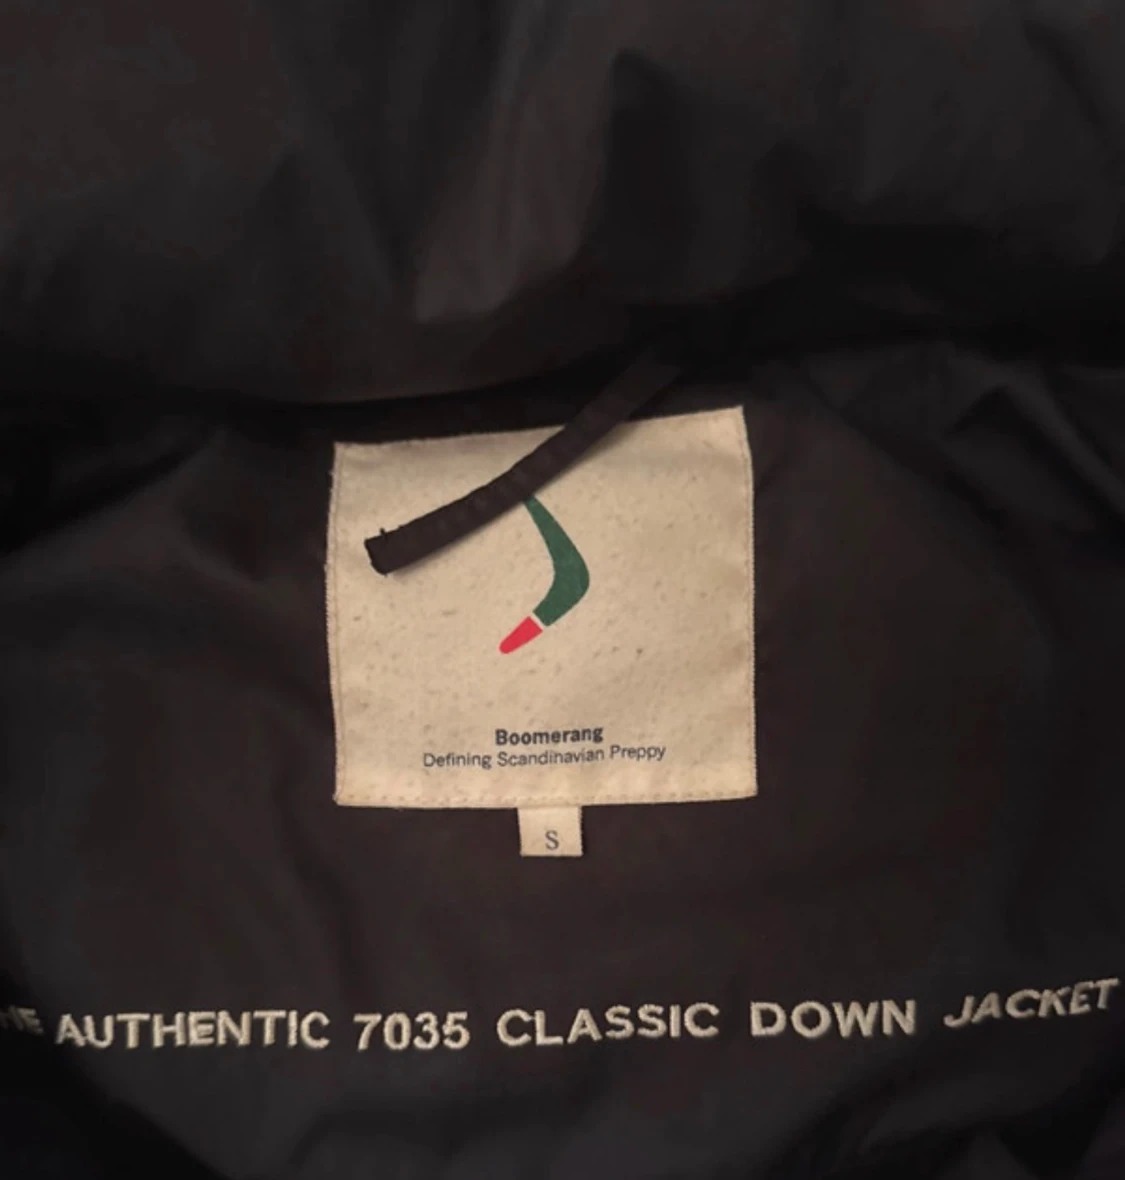 Boomerang
Defining Scandinavian Preppy
S
AUTHENTIC 7035 CLASSIC DOWN JACKET